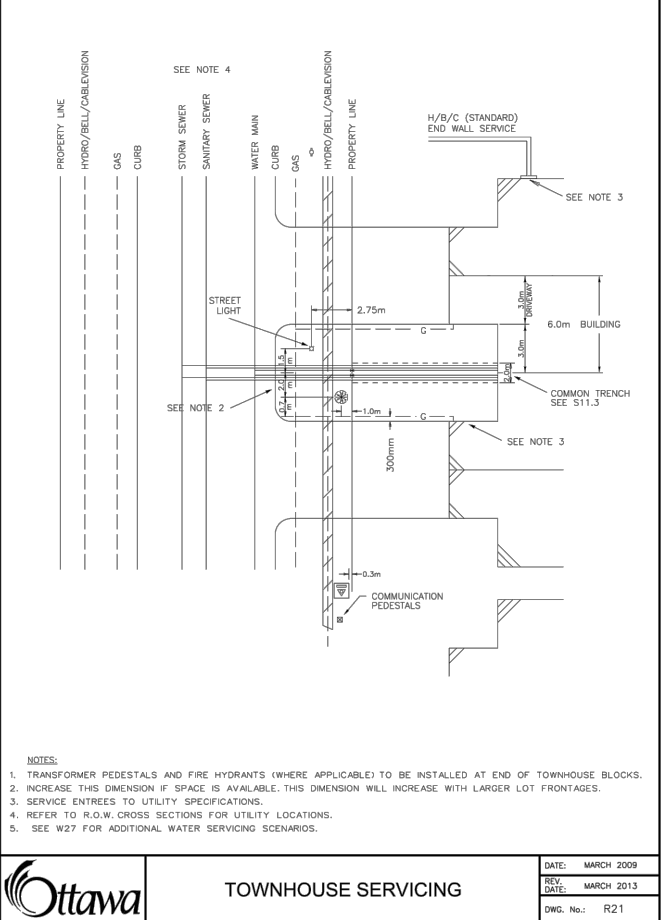 SEE NOTE 4
PROPERTY LINE
HYDRO/BELL/CABLEVISION
GAS
CURB
STORM SEWER
SANITARY SEWER
WATER MAIN
CURB
GAS
HYDRO/BELL/CABLEVISION
PROPERTY LINE
H/B/C (STANDARD)
END WALL SERVICE
SEE NOTE 3
STREET
LIGHT
2.75m
G
3.0m
DRIVEWAY
3.0m
6.0m BUILDING
1.5
m
2.0
m
0.7
m
2.0m
COMMON TRENCH
SEE S11.3
SEE NOTE 2
1.0m
G
300mm
SEE NOTE 3
0.3m
COMMUNICATION
PEDESTALS
NOTES:
1. TRANSFORMER PEDESTALS AND FIRE HYDRANTS (WHERE APPLICABLE) TO BE INSTALLED AT END OF TOWNHOUSE BLOCKS.
2. INCREASE THIS DIMENSION IF SPACE IS AVAILABLE. THIS DIMENSION WILL INCREASE WITH LARGER LOT FRONTAGES.
3. SERVICE ENTREES TO UTILITY SPECIFICATIONS.
4. REFER TO R.O.W. CROSS SECTIONS FOR UTILITY LOCATIONS.
5. SEE W27 FOR ADDITIONAL WATER SERVICING SCENARIOS.
Ottawa
TOWNHOUSE SERVICING
DATE: MARCH 2009
REV. DATE: MARCH 2013
DWG. No.: R21